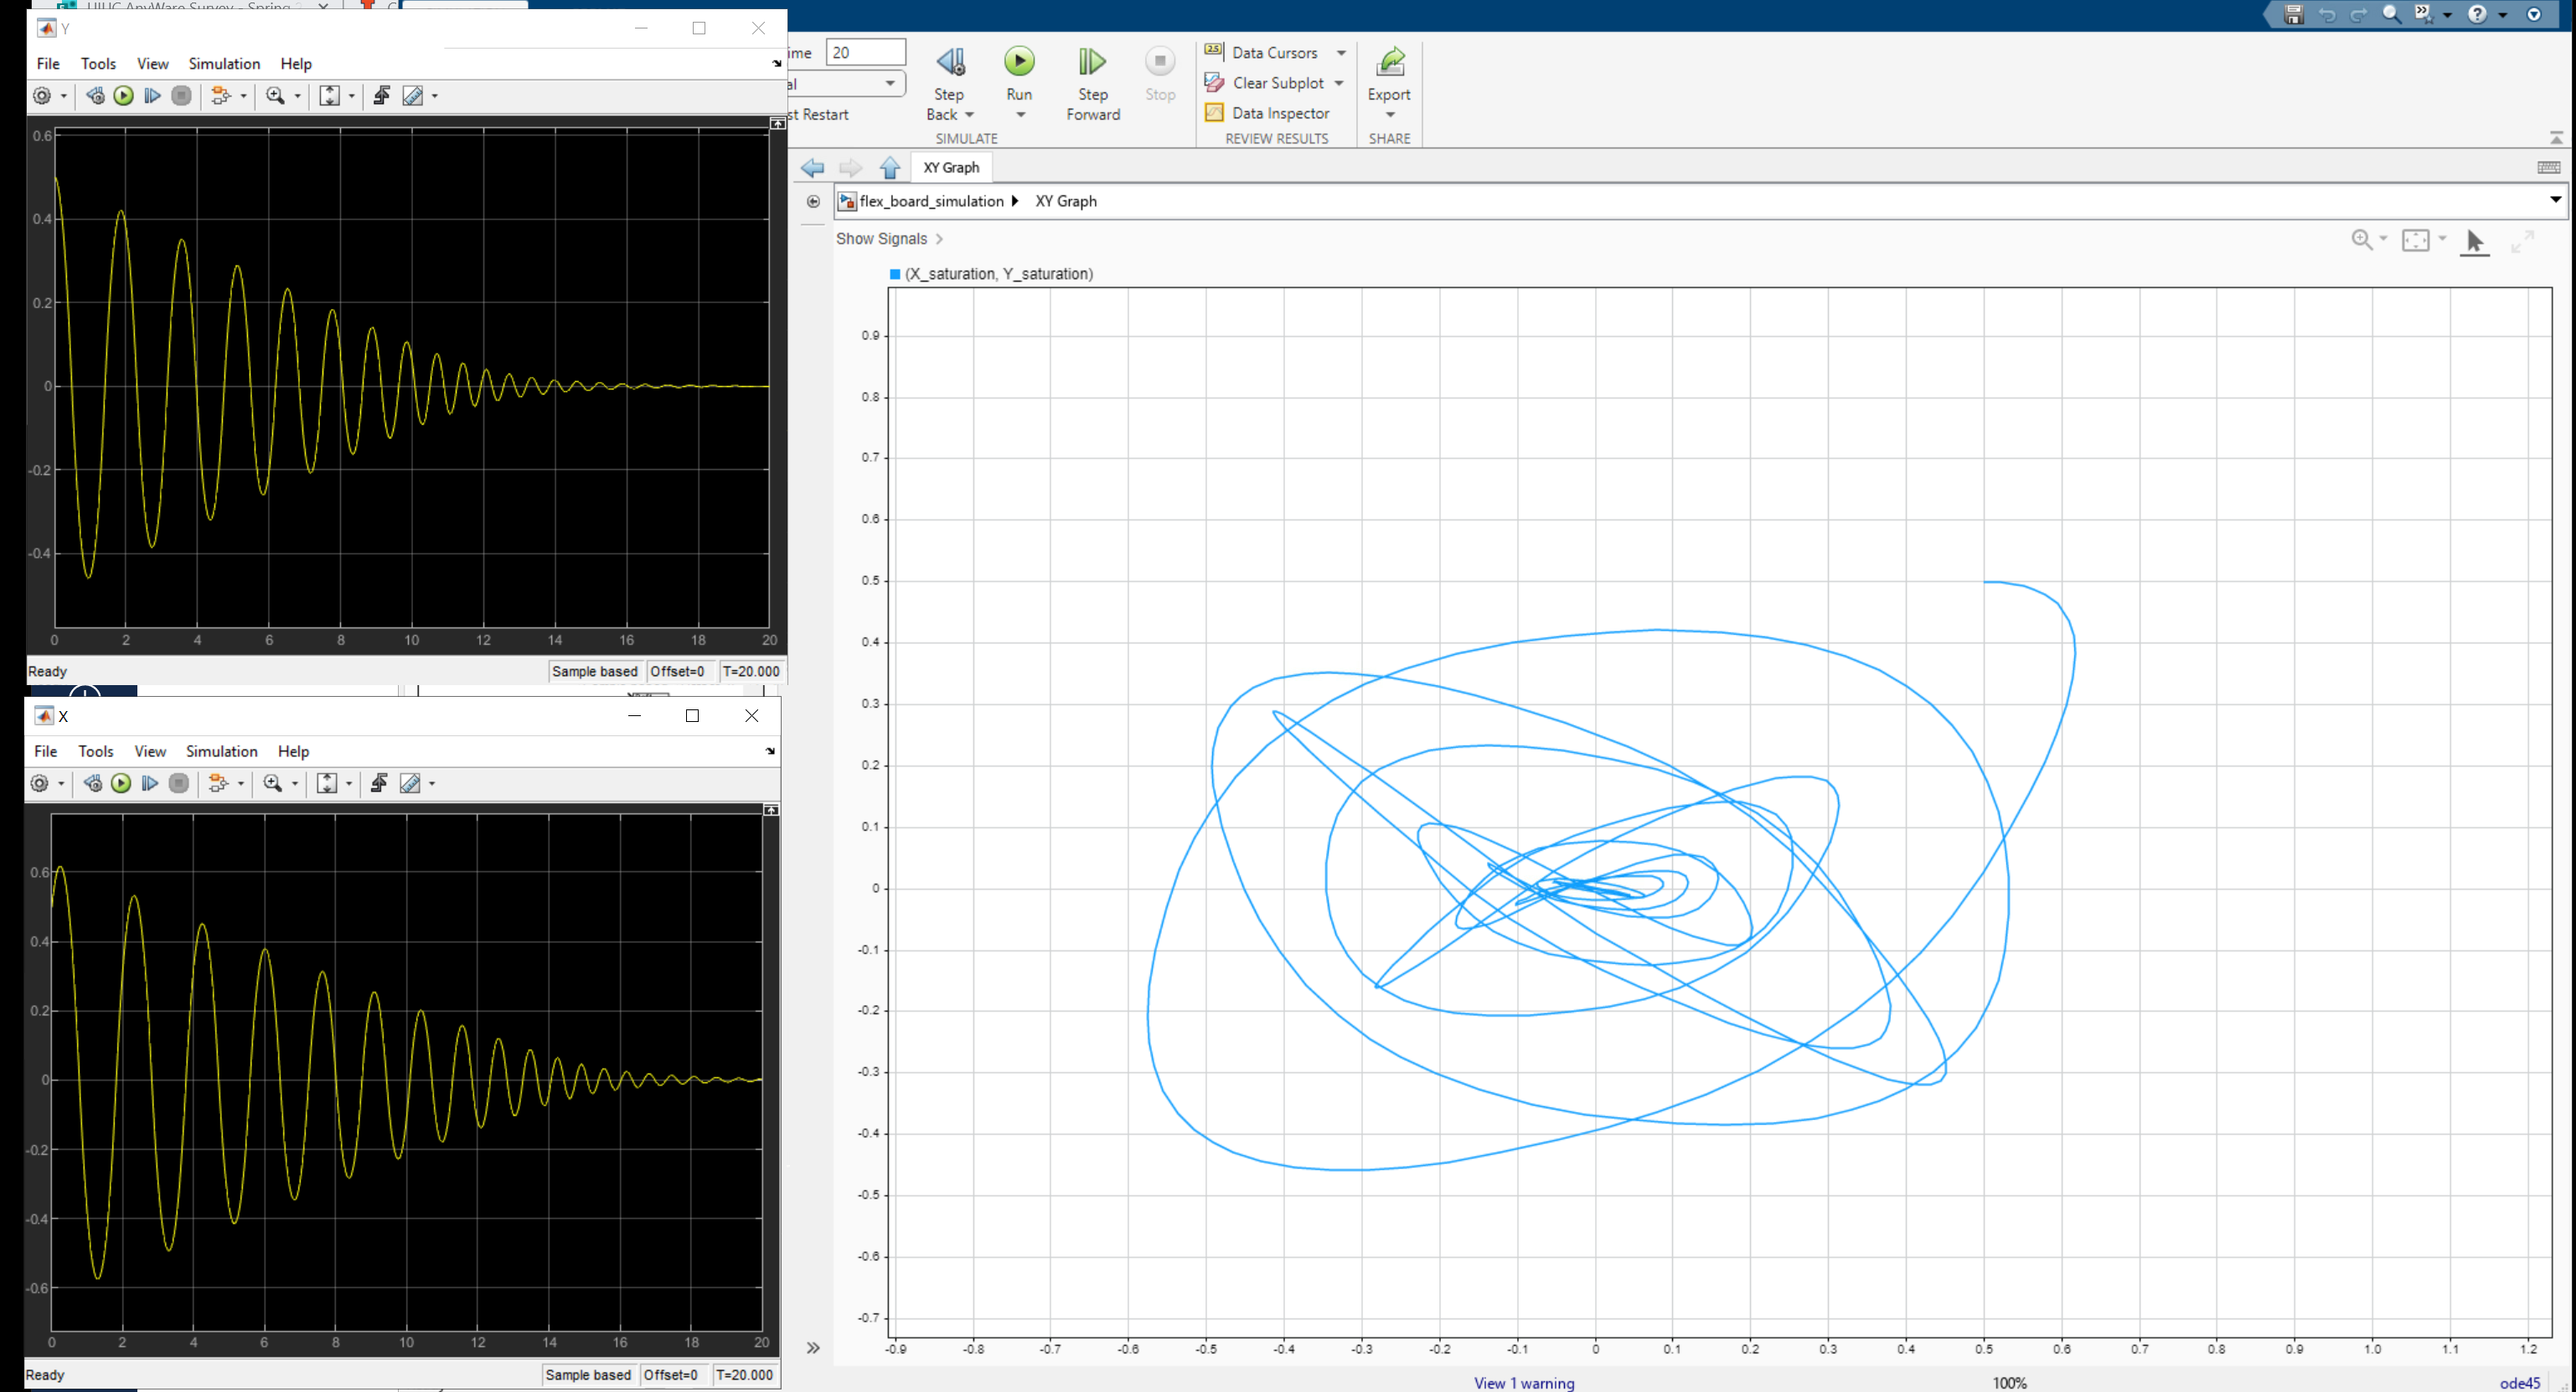 UIUC AnyWare Survey - Spring
Y
File Tools View Simulation Help
0.6
0.4
0.2
0
-0.2
-0.4
0 2 4 6 8 10 12 14 16 18 20
Ready Sample based Offset=0 T=20.000
X
File Tools View Simulation Help
0.6
0.4
0.2
0
-0.2
-0.4
-0.6
0 2 4 6 8 10 12 14 16 18 20
Ready Sample based Offset=0 T=20.000
20
st Restart
Step Back
Run
Step Forward
Stop
SIMULATE
Data Cursors
Clear Subplot
Data Inspector
REVIEW RESULTS
Export
SHARE
XY Graph
flex_board_simulation XY Graph
Show Signals
(X_saturation, Y_saturation)
0.9
0.8
0.7
0.6
0.5
0.4
0.3
0.2
0.1
0
-0.1
-0.2
-0.3
-0.4
-0.5
-0.6
-0.7
-0.9 -0.8 -0.7 -0.6 -0.5 -0.4 -0.3 -0.2 -0.1 0 0.1 0.2 0.3 0.4 0.5 0.6 0.7 0.8 0.9 1.0 1.1 1.2
View 1 warning 100% ode45